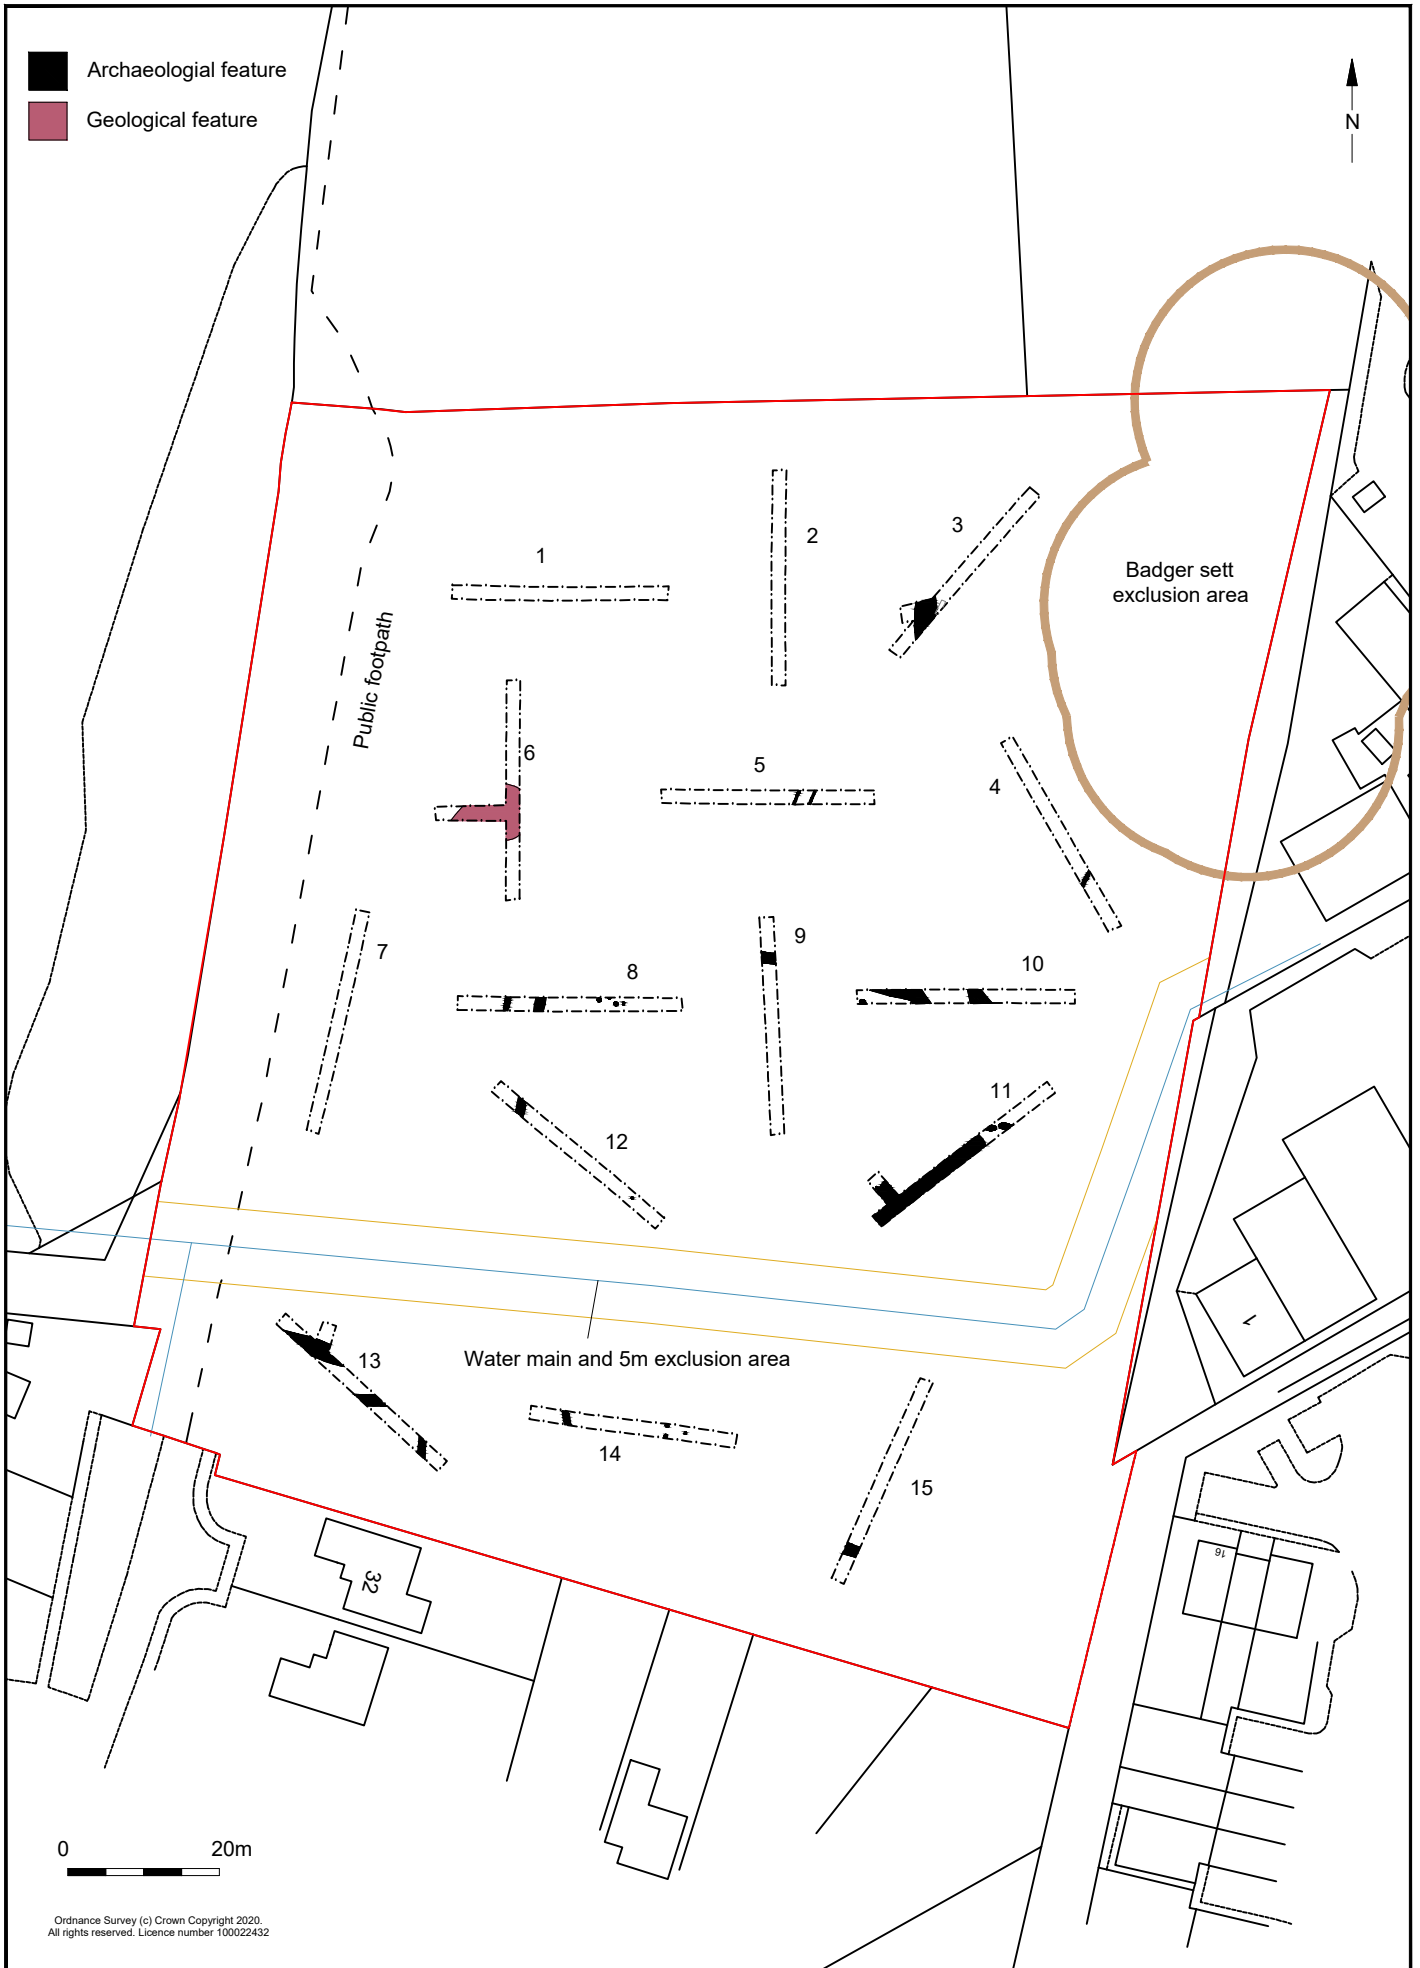 Archaeologial feature
Geological feature
N
1
2
3
Badger sett
exclusion area
Public footpath
6
5
4
7
8
9
10
11
12
13
Water main and 5m exclusion area
14
15
1
16
32
0 20m
Ordnance Survey (c) Crown Copyright 2020.
All rights reserved. Licence number 100022432